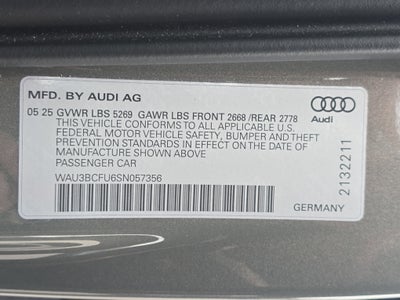 MFD. BY AUDI AG
Audi
05 25 GVWR LBS 5269 GAWR LBS FRONT 2668 /REAR 2778
THIS VEHICLE CONFORMS TO ALL APPLICABLE U.S.
FEDERAL MOTOR VEHICLE SAFETY, BUMPER AND THEFT
PREVENTION STANDARDS IN EFFECT ON THE DATE OF
MANUFACTURE SHOWN ABOVE
PASSENGER CAR
WAU3BCFU6SN057356
2132211
GERMANY